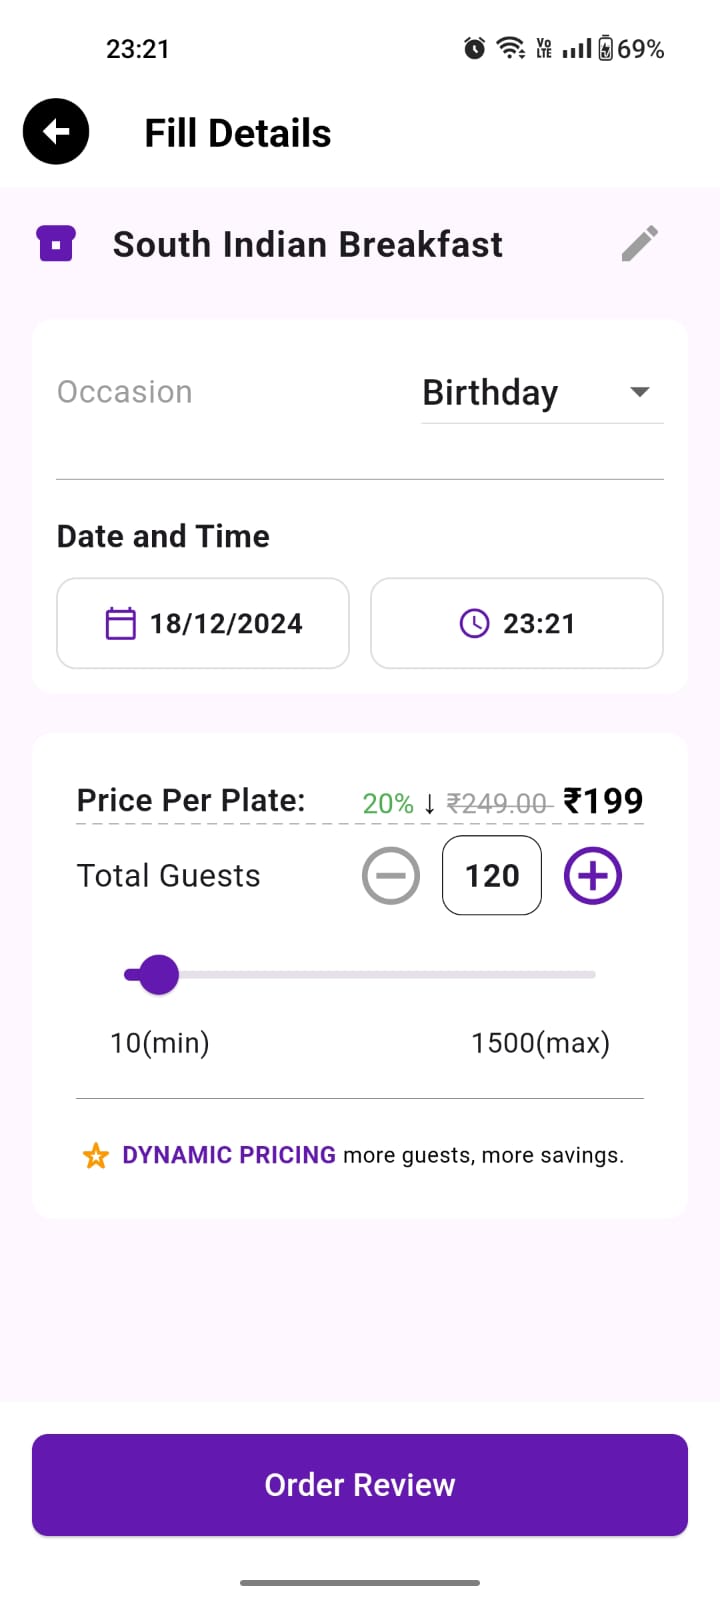 23:21 Vo LTE 69%
Fill Details
South Indian Breakfast
Occasion Birthday
Date and Time
18/12/2024 23:21
Price Per Plate: 20% ↓ ₹249.00 ₹199
Total Guests 120
10(min) 1500(max)
DYNAMIC PRICING more guests, more savings.
Order Review